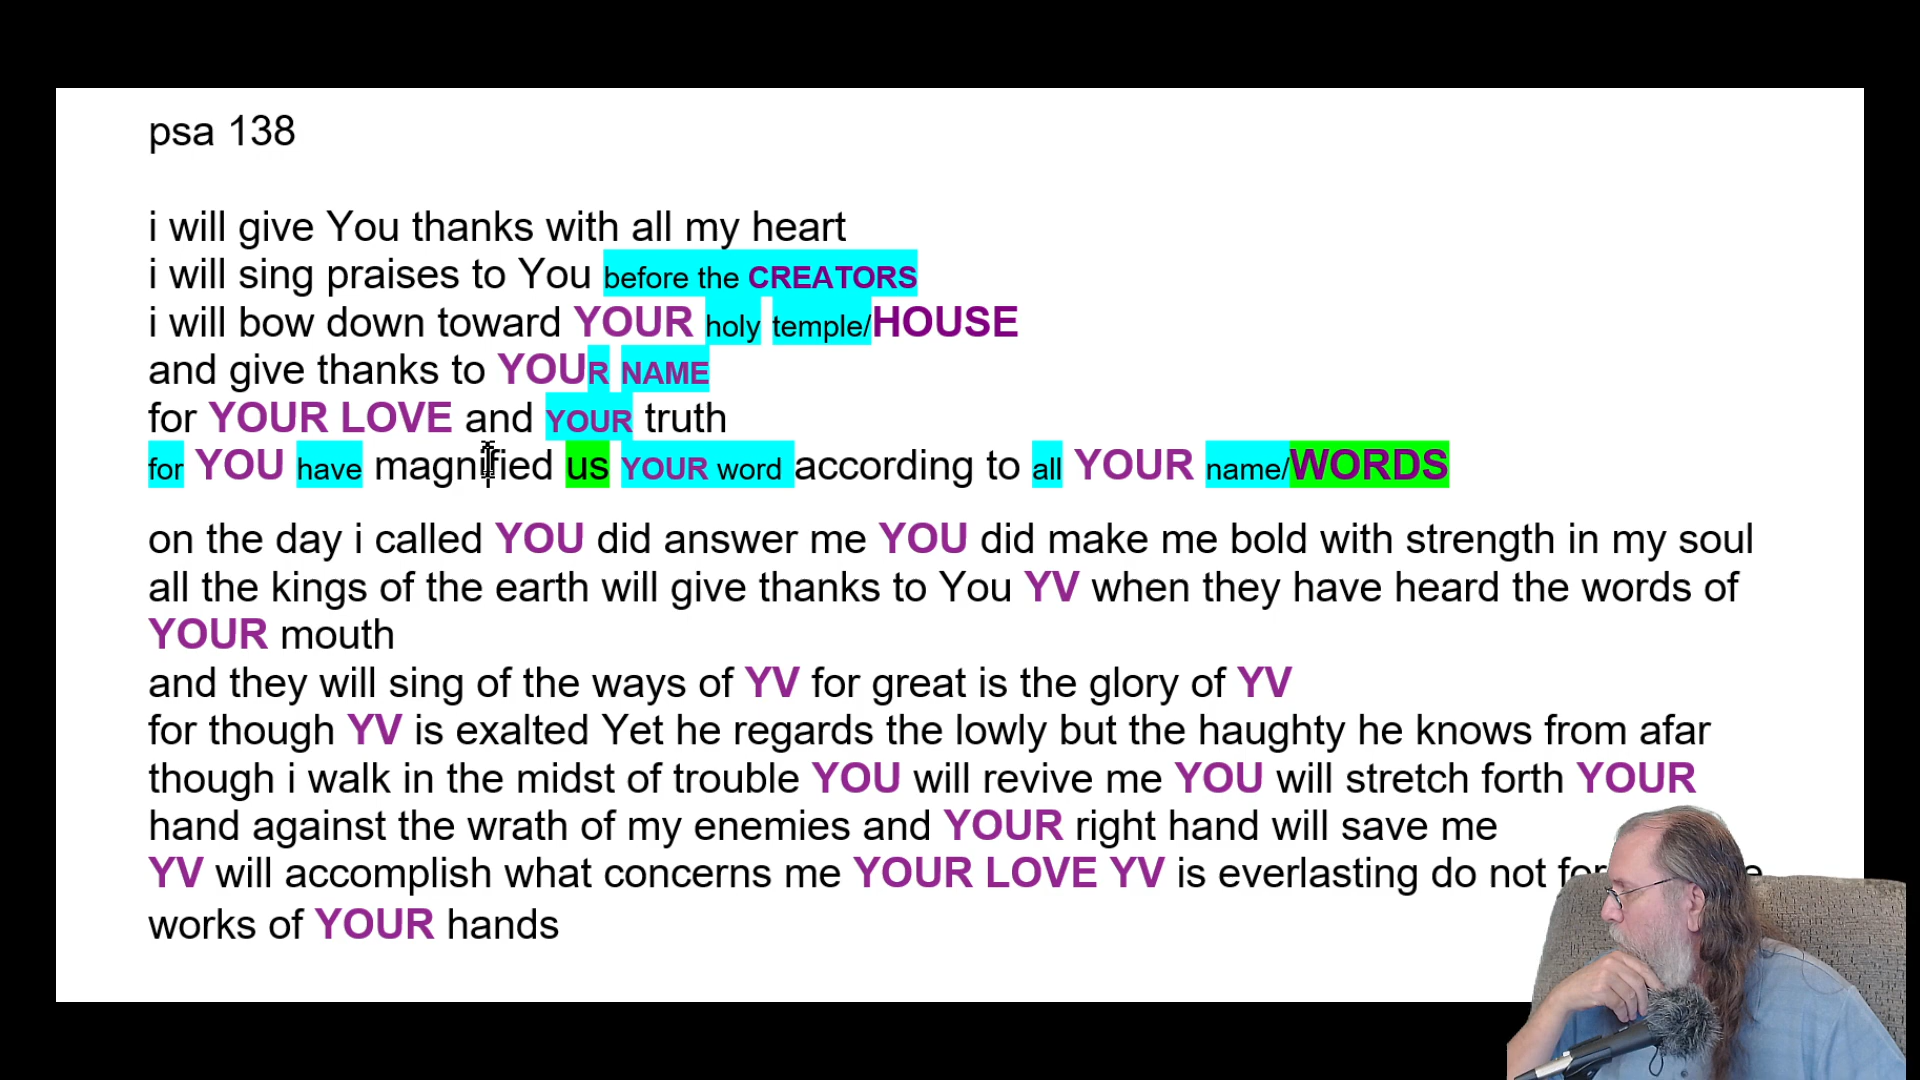 psa 138
i will give You thanks with all my heart
i will sing praises to You before the CREATORS
i will bow down toward YOUR holy temple/HOUSE
and give thanks to YOUR NAME
for YOUR LOVE and YOUR truth
for YOU have magnified us YOUR word according to all YOUR name/WORDS
on the day i called YOU did answer me YOU did make me bold with strength in my soul
all the kings of the earth will give thanks to You YV when they have heard the words of
YOUR mouth
and they will sing of the ways of YV for great is the glory of YV
for though YV is exalted Yet he regards the lowly but the haughty he knows from afar
though i walk in the midst of trouble YOU will revive me YOU will stretch forth YOUR
hand against the wrath of my enemies and YOUR right hand will save me
YV will accomplish what concerns me YOUR LOVE YV is everlasting do not
works of YOUR hands